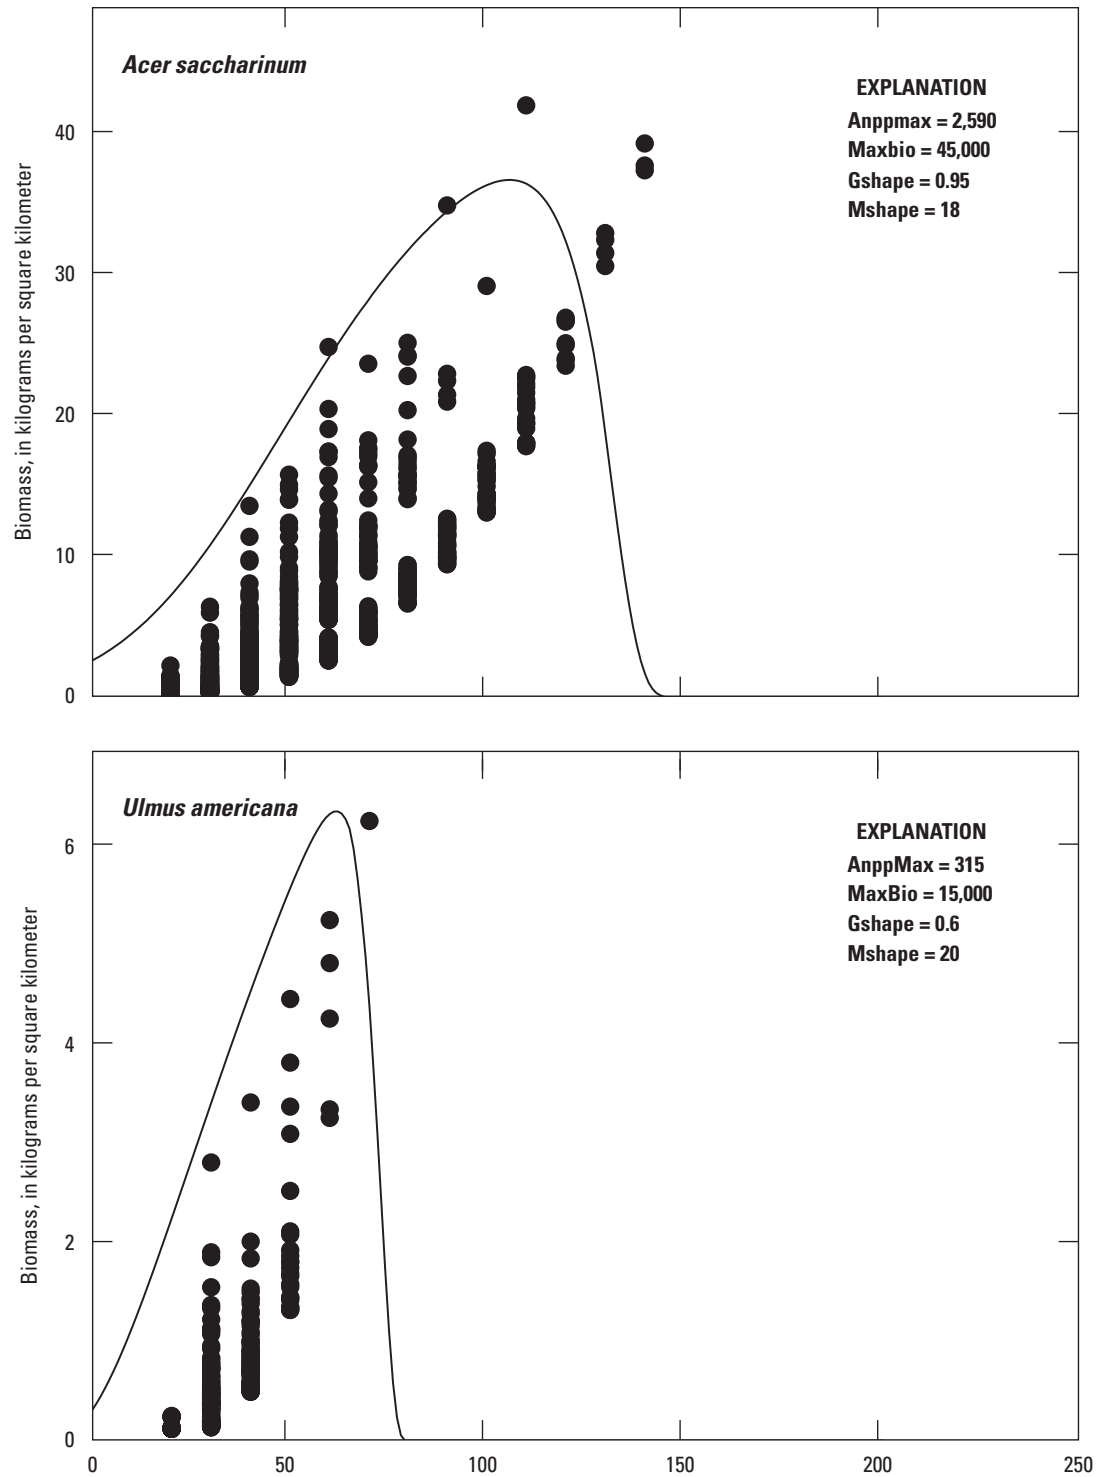 Acer saccharinum
EXPLANATION
Anppmax = 2,590
Maxbio = 45,000
Gshape = 0.95
Mshape = 18
Biomass, in kilograms per square kilometer
40
30
20
10
0
Ulmus americana
EXPLANATION
AnppMax = 315
MaxBio = 15,000
Gshape = 0.6
Mshape = 20
Biomass, in kilograms per square kilometer
6
4
2
0
0 50 100 150 200 250